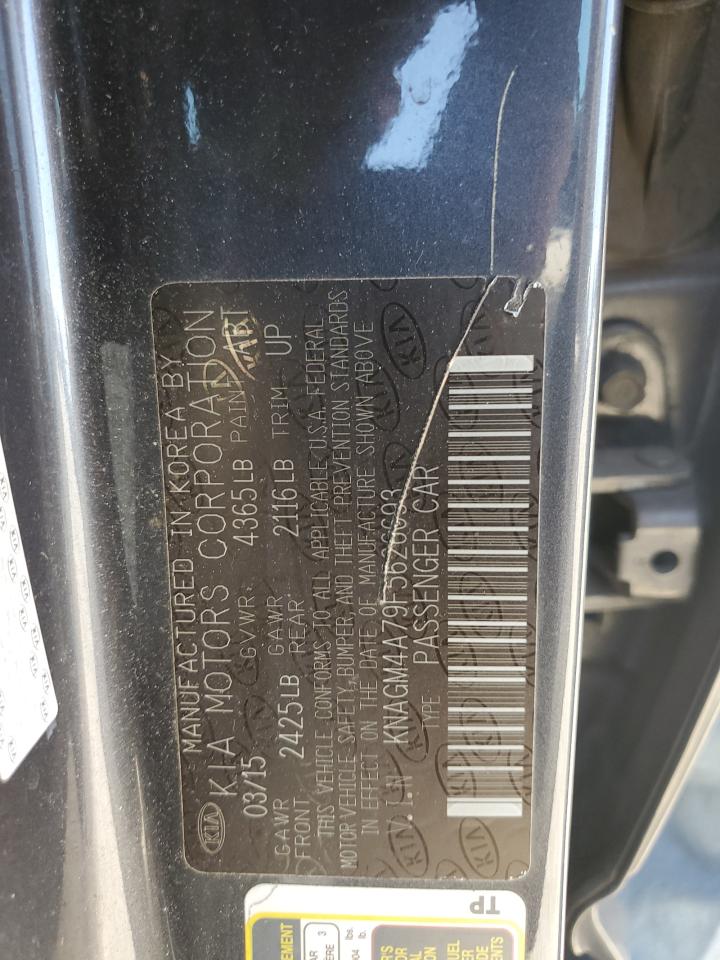 MANUFACTURED IN KOREA BY
KIA MOTORS CORPORATION
03/15 GVWR: 4365LB PAINT ABT
GAWR FRONT 2425LB GAWR REAR 2116LB TRIM UP
THIS VEHICLE CONFORMS TO ALL APPLICABLE U.S.A. FEDERAL
MOTOR VEHICLE SAFETY, BUMPER, AND THEFT PREVENTION STANDARDS
IN EFFECT ON THE DATE OF MANUFACTURE SHOWN ABOVE
V.I.N KNAGM4A79F5626693
TYPE: PASSENGER CAR
KIA
TP